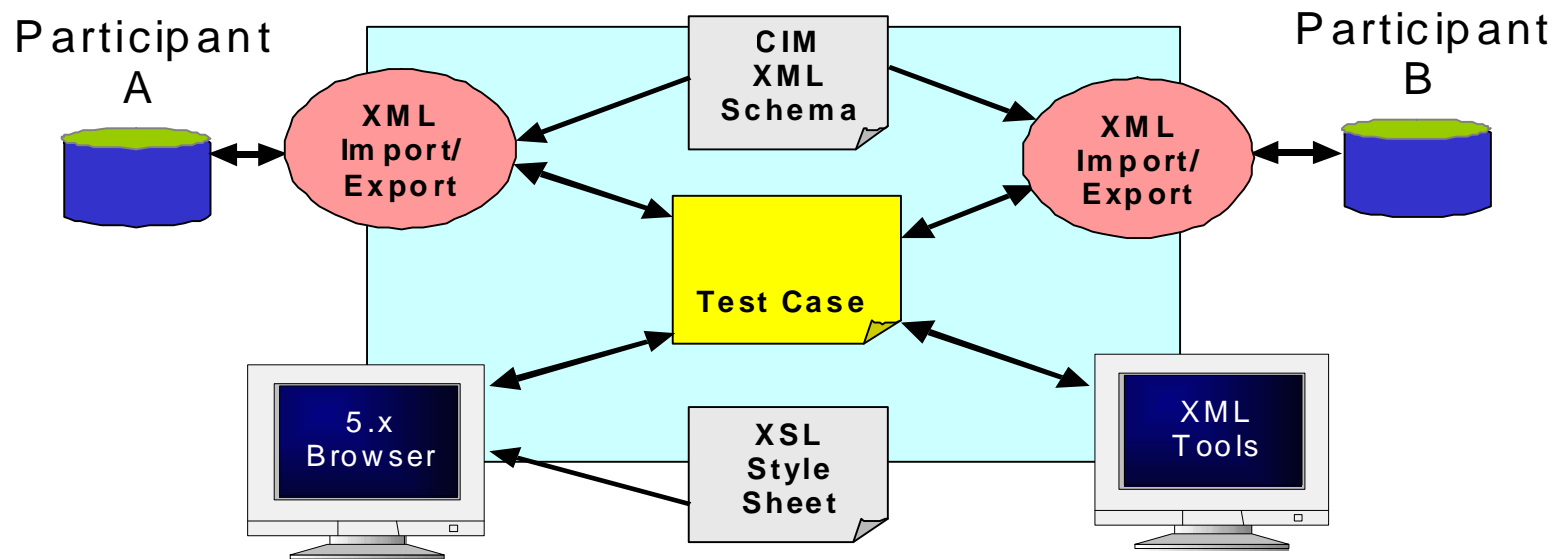 Participant
A
CIM
XML
Schema
Participant
B
XML
Import/
Export
XML
Import/
Export
Test Case
5.x
Browser
XSL
Style
Sheet
XML
Tools